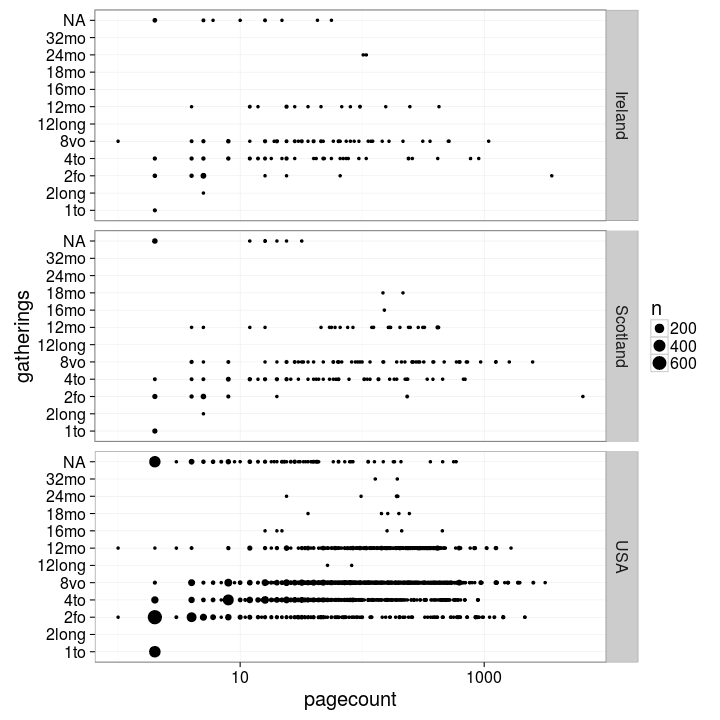 NA
32mo
24mo
18mo
16mo
12mo
12long
8vo
4to
2fo
2long
1to
Ireland
NA
32mo
24mo
18mo
16mo
12mo
12long
8vo
4to
2fo
2long
1to
Scotland
NA
32mo
24mo
18mo
16mo
12mo
12long
8vo
4to
2fo
2long
1to
USA
gatherings
10
1000
pagecount
n
200
400
600